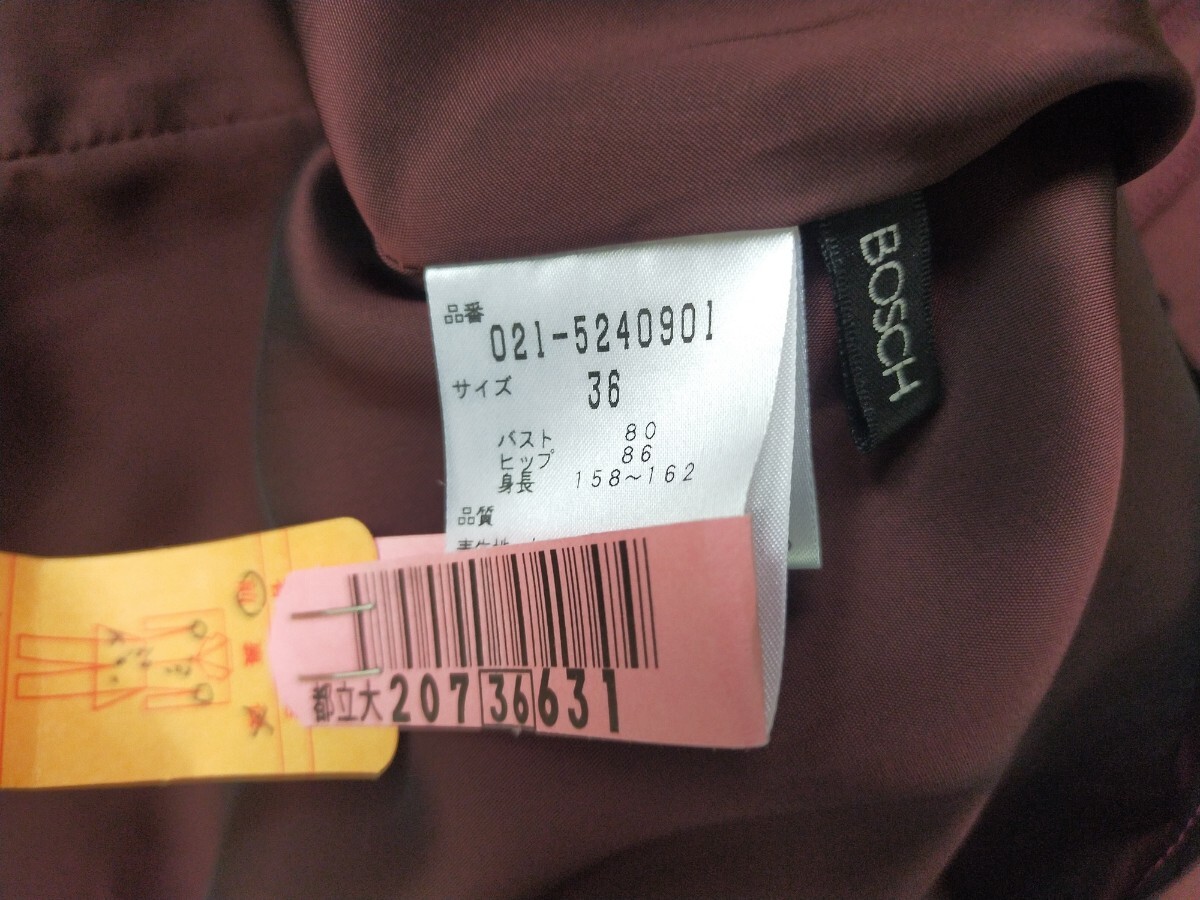 品番
021-5240901
サイズ 36
バスト 80
ヒップ 86
身長 158~162
品質
BOSCH
都立大 207 36 631